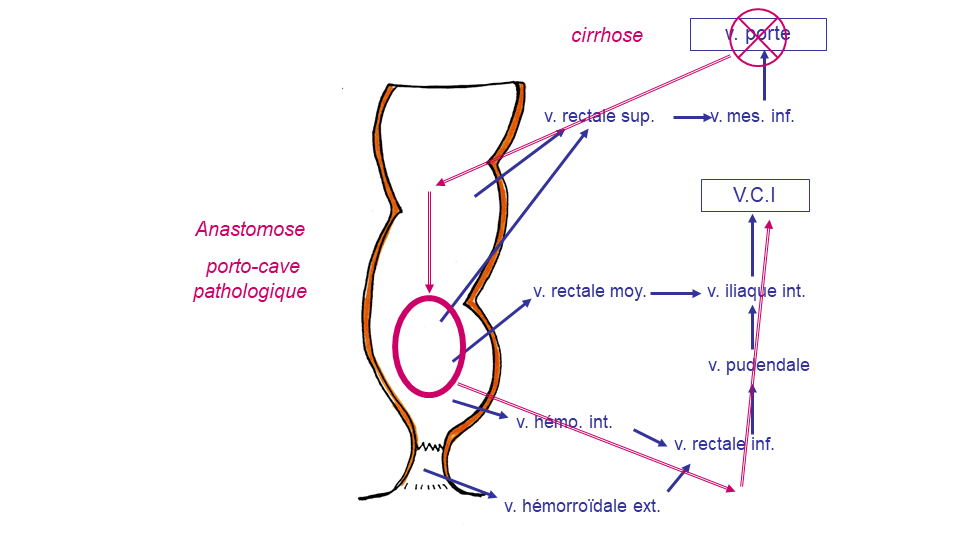 cirrhose
v. porte
v. rectale sup.
v. mes. inf.
V.C.I
Anastomose
porto-cave
pathologique
v. rectale moy.
v. iliaque int.
v. pudendale
v. hémo. int.
v. rectale inf.
v. hémorroïdale ext.